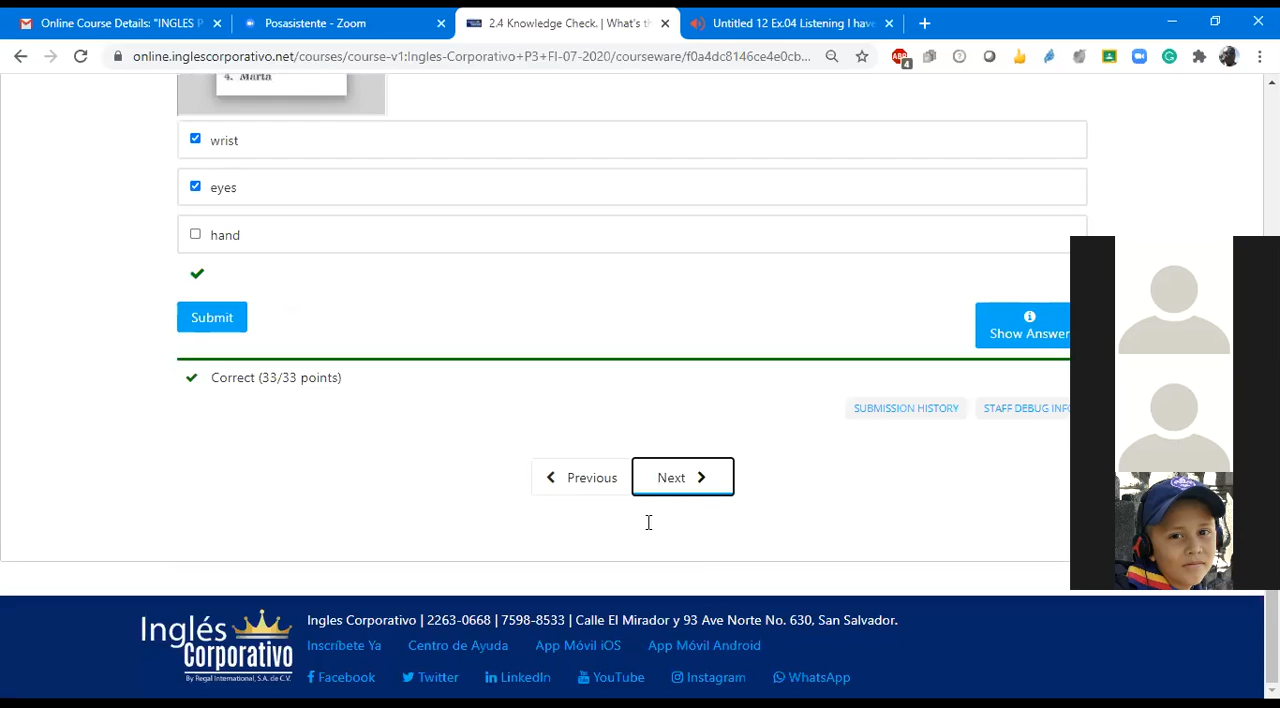 Online Course Details: "INGLES P
Posasistente - Zoom
2.4 Knowledge Check. | What's th
Untitled 12 Ex.04 Listening I have
online.inglescorporativo.net/courses/course-v1:Ingles-Corporativo+P3+FI-07-2020/courseware/f0a4dc8146ce4e0cb...
4. Marta
wrist
eyes
hand
Submit
Show Answer
Correct (33/33 points)
SUBMISSION HISTORY
STAFF DEBUG INFO
Previous
Next
Inglés
Corporativo
By Regal International, S.A. de C.V.
Ingles Corporativo | 2263-0668 | 7598-8533 | Calle El Mirador y 93 Ave Norte No. 630, San Salvador.
Inscríbete Ya
Centro de Ayuda
App Móvil iOS
App Móvil Android
Facebook
Twitter
LinkedIn
YouTube
Instagram
WhatsApp